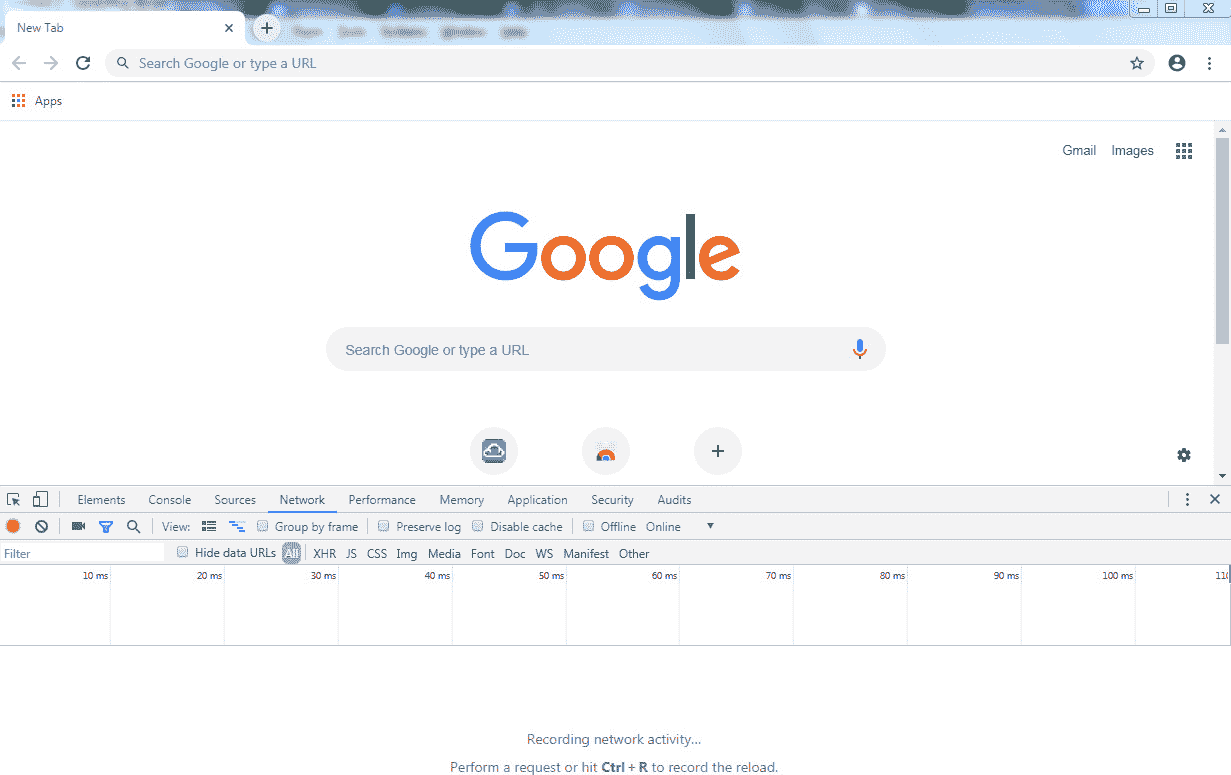 New Tab
Search Google or type a URL
Apps
Gmail Images
Google
Search Google or type a URL
Elements Console Sources Network Performance Memory Application Security Audits
View: Group by frame Preserve log Disable cache Offline Online
Filter Hide data URLs All XHR JS CSS Img Media Font Doc WS Manifest Other
10 ms 20 ms 30 ms 40 ms 50 ms 60 ms 70 ms 80 ms 90 ms 100 ms
Recording network activity...
Perform a request or hit Ctrl + R to record the reload.